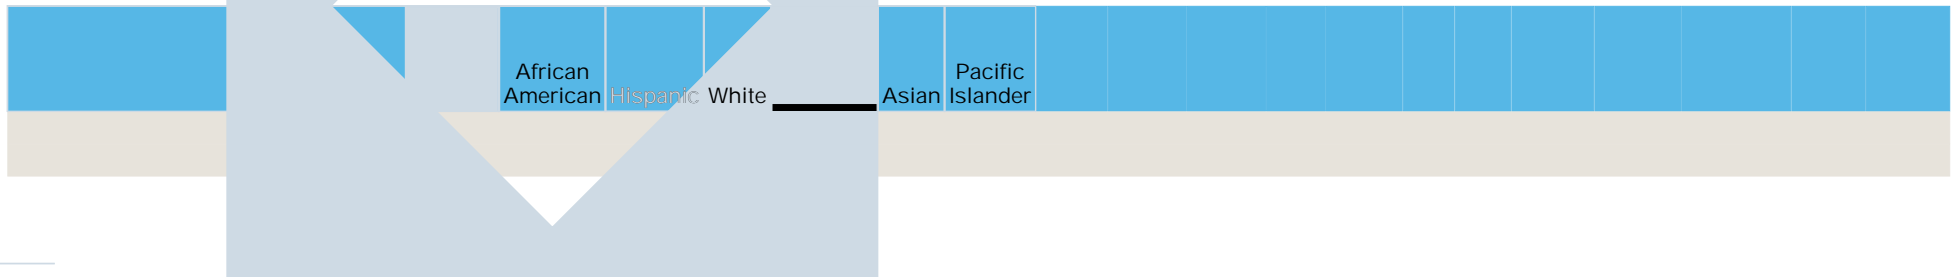 African
American
Hispanic
White
Asian
Pacific
Islander